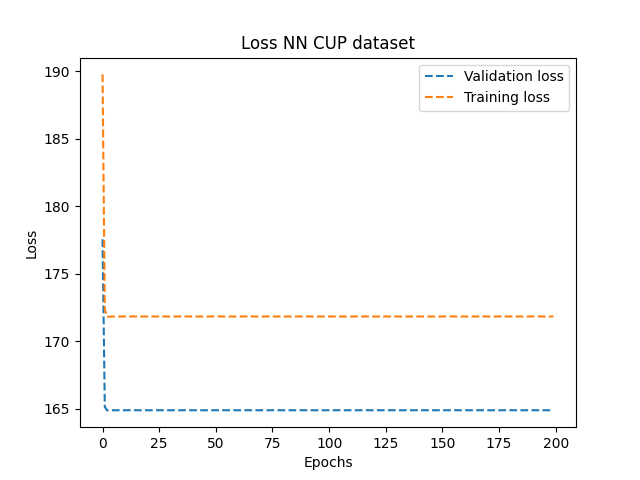 Loss NN CUP dataset
Validation loss
Training loss
190
185
180
175
170
165
Loss
0 25 50 75 100 125 150 175 200
Epochs